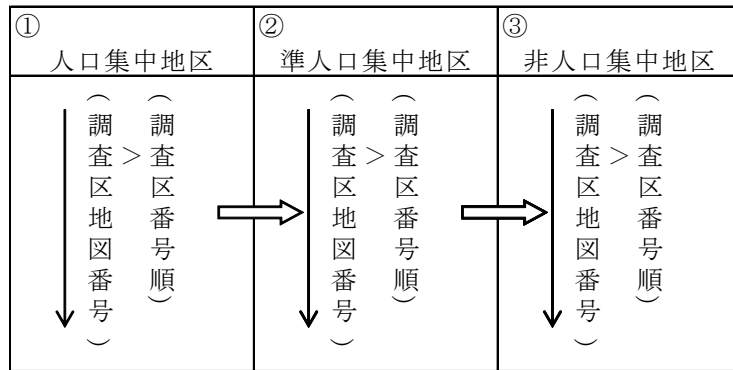 ①
人口集中地区
②
準人口集中地区
③
非人口集中地区
（調査区番号順）
＞
（調査区地図番号）
（調査区番号順）
＞
（調査区地図番号）
（調査区番号順）
＞
（調査区地図番号）